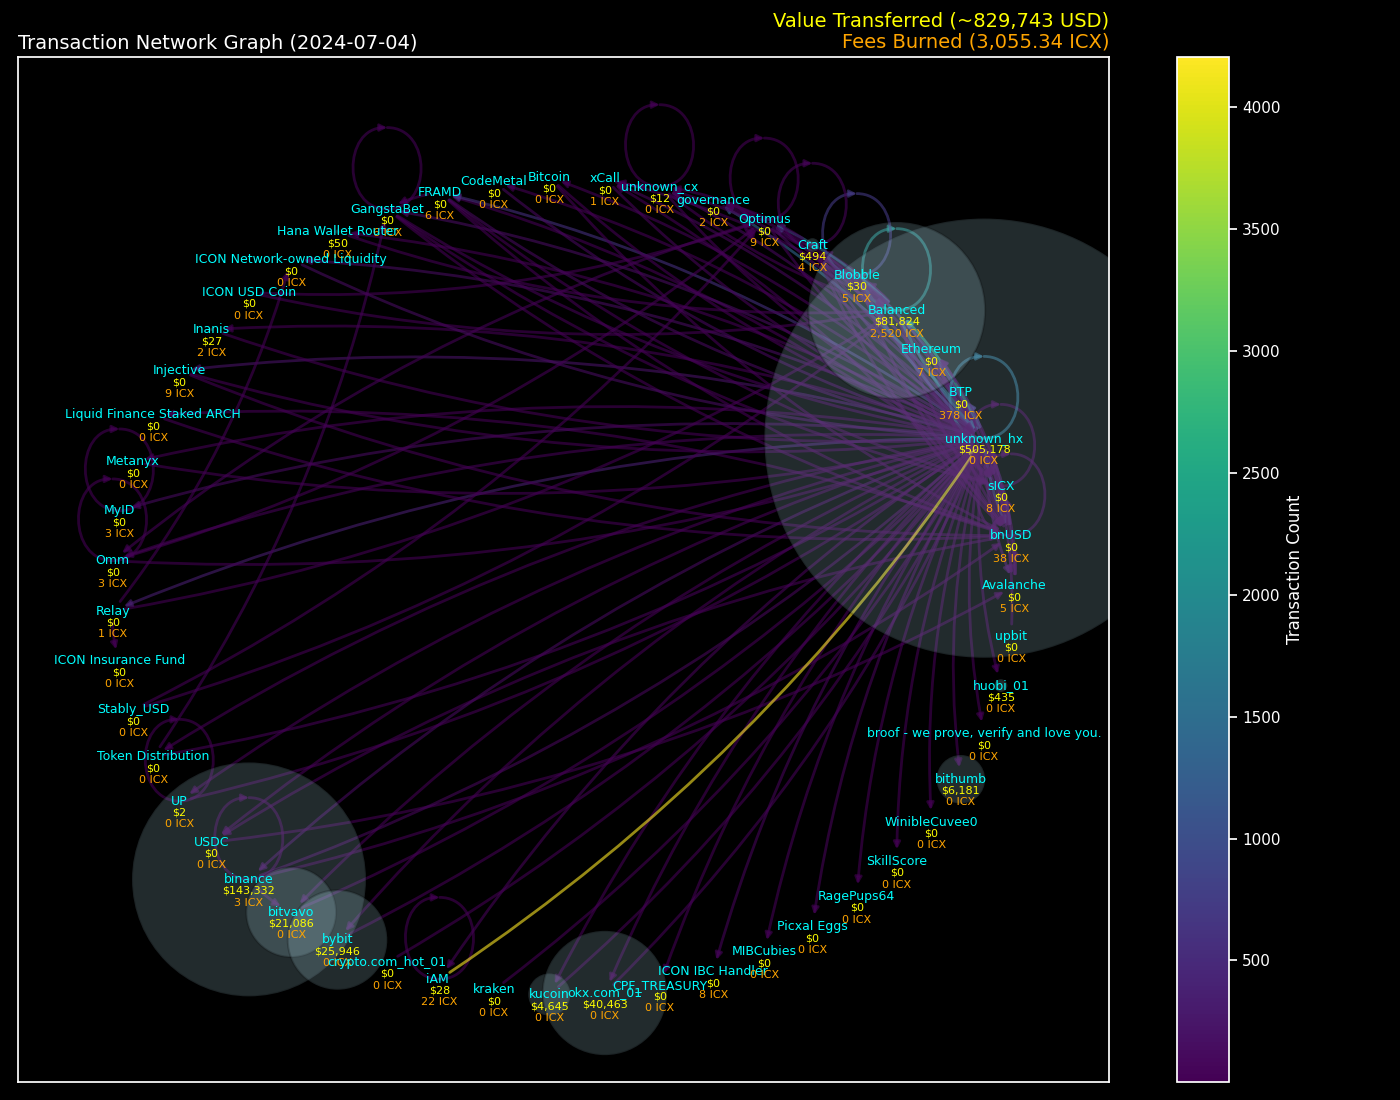 Value Transferred (~829,743 USD)
Transaction Network Graph (2024-07-04)
Fees Burned (3,055.34 ICX)
CodeMetal
$0
0 ICX
Bitcoin
$0
0 ICX
xCall
$0
1 ICX
unknown_cx
$12
0 ICX
FRAMD
$0
6 ICX
governance
$0
2 ICX
GangstaBet
$0
Optimus
$0
9 ICX
Hana Wallet Router
$50
0 ICX
Craft
$494
4 ICX
ICON Network-owned Liquidity
$0
0 ICX
Blobble
$30
5 ICX
ICON USD Coin
$0
0 ICX
Balanced
$81,824
2,520 ICX
Inanis
$27
2 ICX
Ethereum
$0
7 ICX
Injective
$0
9 ICX
BTP
$0
378 ICX
Liquid Finance Staked ARCH
$0
0 ICX
unknown_hx
$505,178
0 ICX
Metanyx
$0
0 ICX
sICX
$0
8 ICX
MyID
$0
3 ICX
bnUSD
$0
38 ICX
Omm
$0
3 ICX
Avalanche
$0
5 ICX
Relay
$0
1 ICX
upbit
$0
0 ICX
ICON Insurance Fund
$0
0 ICX
huobi_01
$435
0 ICX
Stably_USD
$0
0 ICX
broof - we prove, verify and love you.
$0
0 ICX
Token Distribution
$0
0 ICX
bithumb
$6,181
0 ICX
UP
$2
0 ICX
WinibleCuvee0
$0
0 ICX
USDC
$0
0 ICX
SkillScore
$0
0 ICX
binance
$143,332
3 ICX
RagePups64
$0
0 ICX
bitvavo
$21,086
0 ICX
Picxal Eggs
$0
0 ICX
bybit
$25,946
0 ICX
MIBCubies
$0
0 ICX
crypto.com_hot_01
$0
0 ICX
ICON IBC Handler
$0
8 ICX
iAM
$28
22 ICX
CPF_TREASURY
$0
0 ICX
kraken
$0
0 ICX
kucoin
$4,645
0 ICX
okx.com_01
$40,463
0 ICX
4000
3500
3000
2500
2000
1500
1000
500
Transaction Count